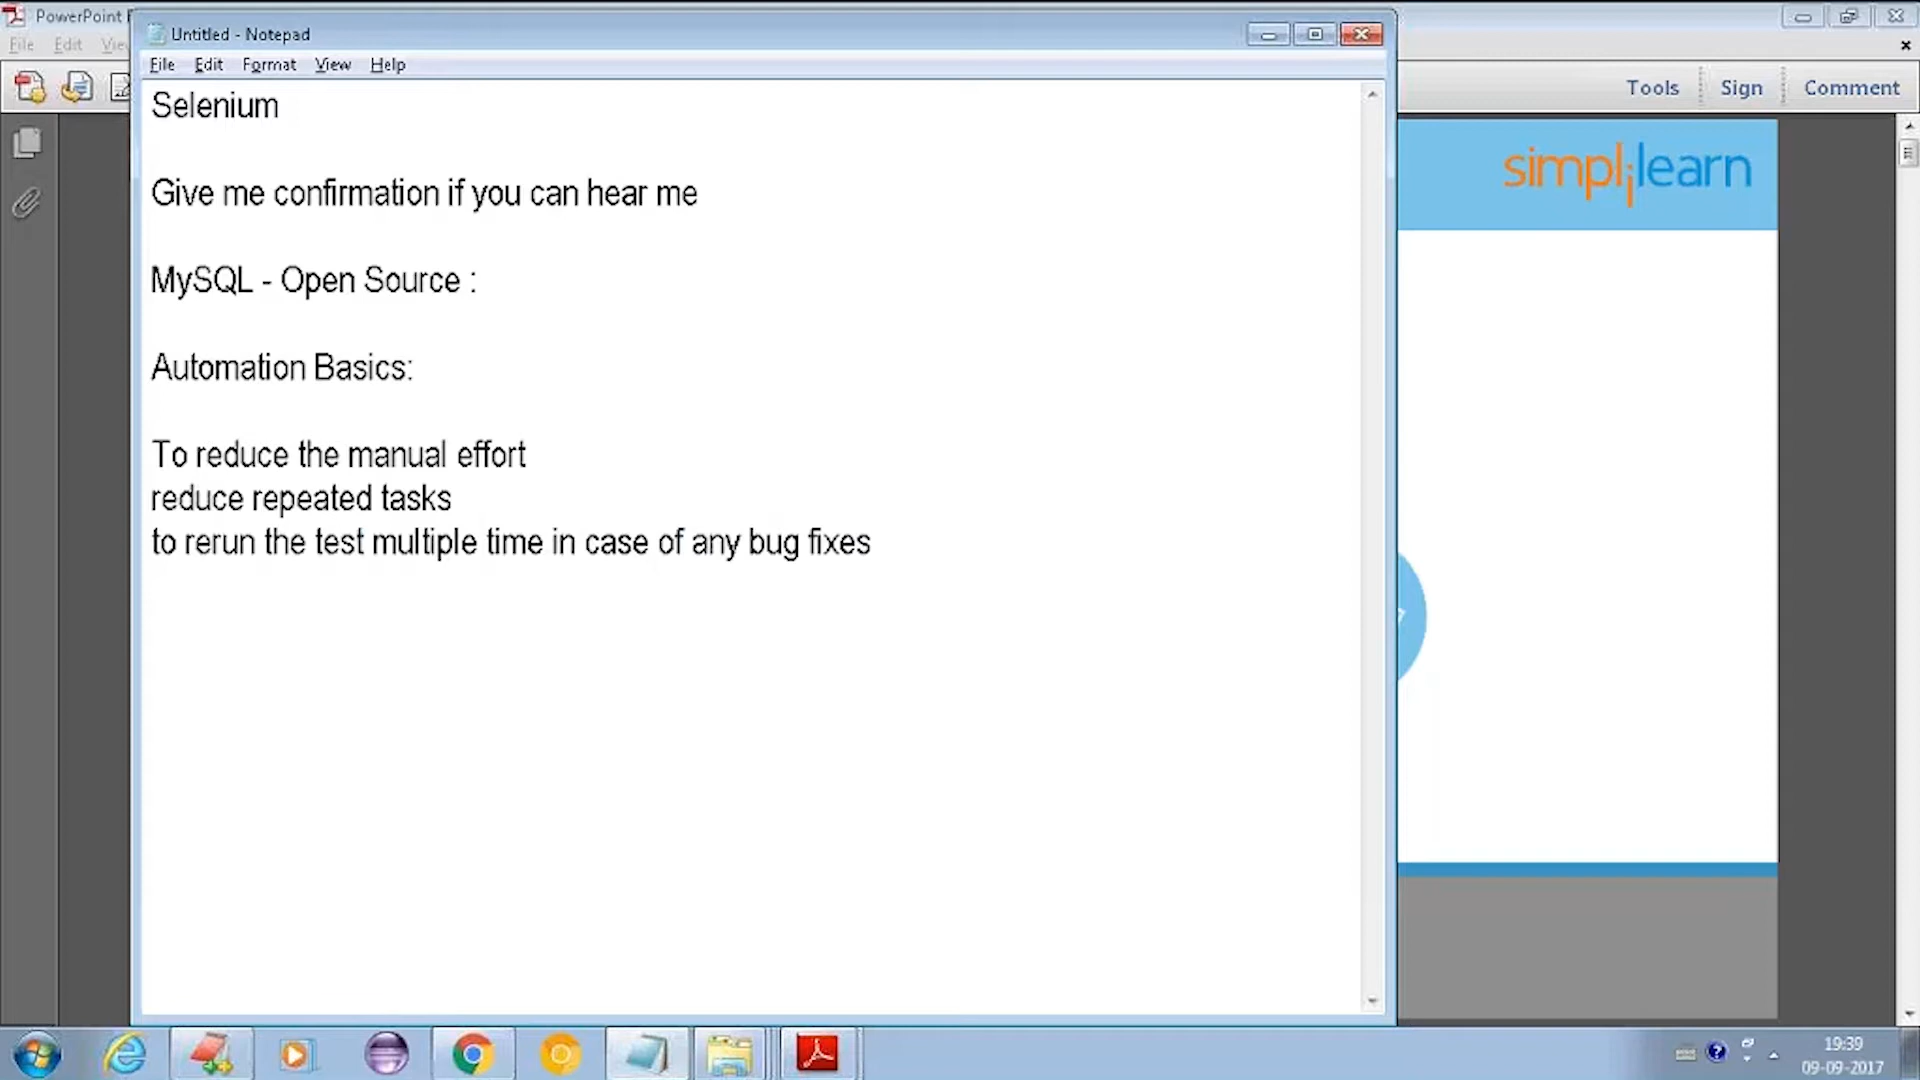 PowerPoint
Untitled - Notepad
File Edit
File Edit Format View Help
Tools Sign Comment
Selenium
simplilearn
Give me confirmation if you can hear me
MySQL - Open Source :
Automation Basics:
To reduce the manual effort
reduce repeated tasks
to rerun the test multiple time in case of any bug fixes
19:39
09-09-2017